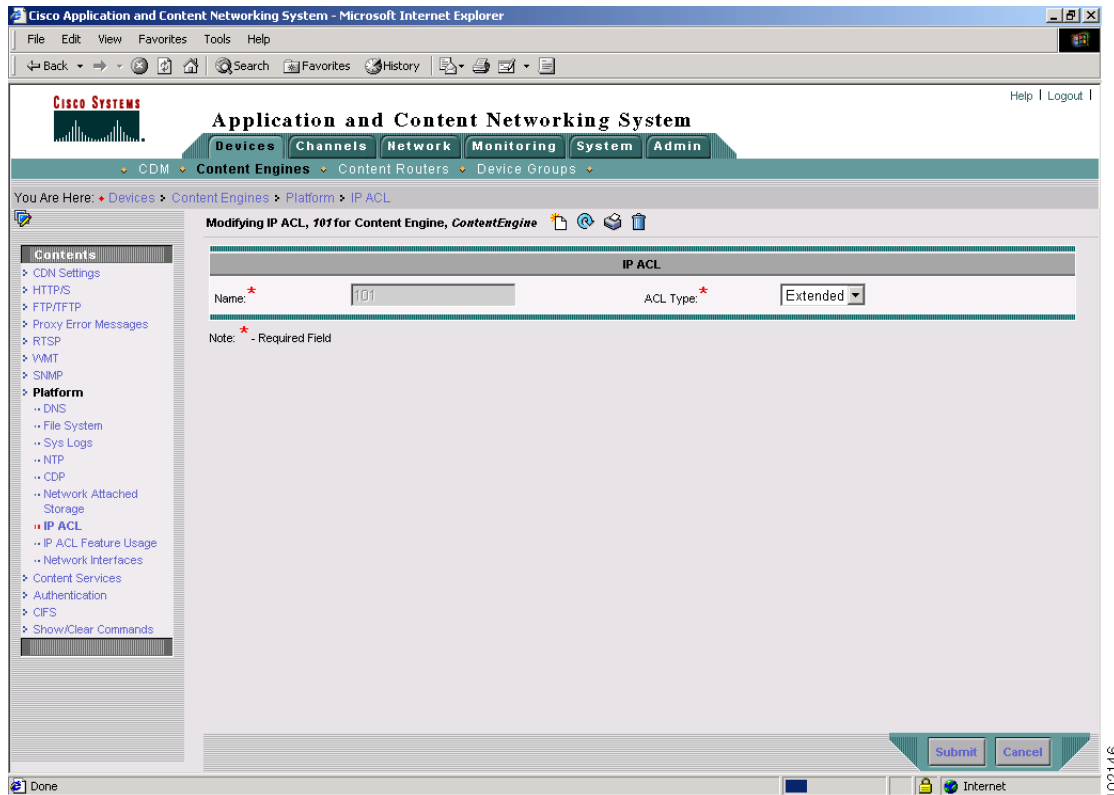 Cisco Application and Content Networking System - Microsoft Internet Explorer
File Edit View Favorites Tools Help
Back Search Favorites History
CISCO SYSTEMS
Help | Logout |
Application and Content Networking System
Devices Channels Network Monitoring System Admin
CDM Content Engines Content Routers Device Groups
You Are Here: Devices Content Engines Platform IP ACL
Modifying IP ACL, 101 for Content Engine, ContentEngine
Contents
CDN Settings
HTTP/S
FTP/TFTP
Proxy Error Messages
RTSP
WMT
SNMP
Platform
DNS
File System
Sys Logs
NTP
CDP
Network Attached
Storage
IP ACL
IP ACL Feature Usage
Network Interfaces
Content Services
Authentication
CIFS
Show/Clear Commands
IP ACL
Name:* 101 ACL Type:* Extended
Note: * - Required Field
Submit Cancel
Done Internet
102146